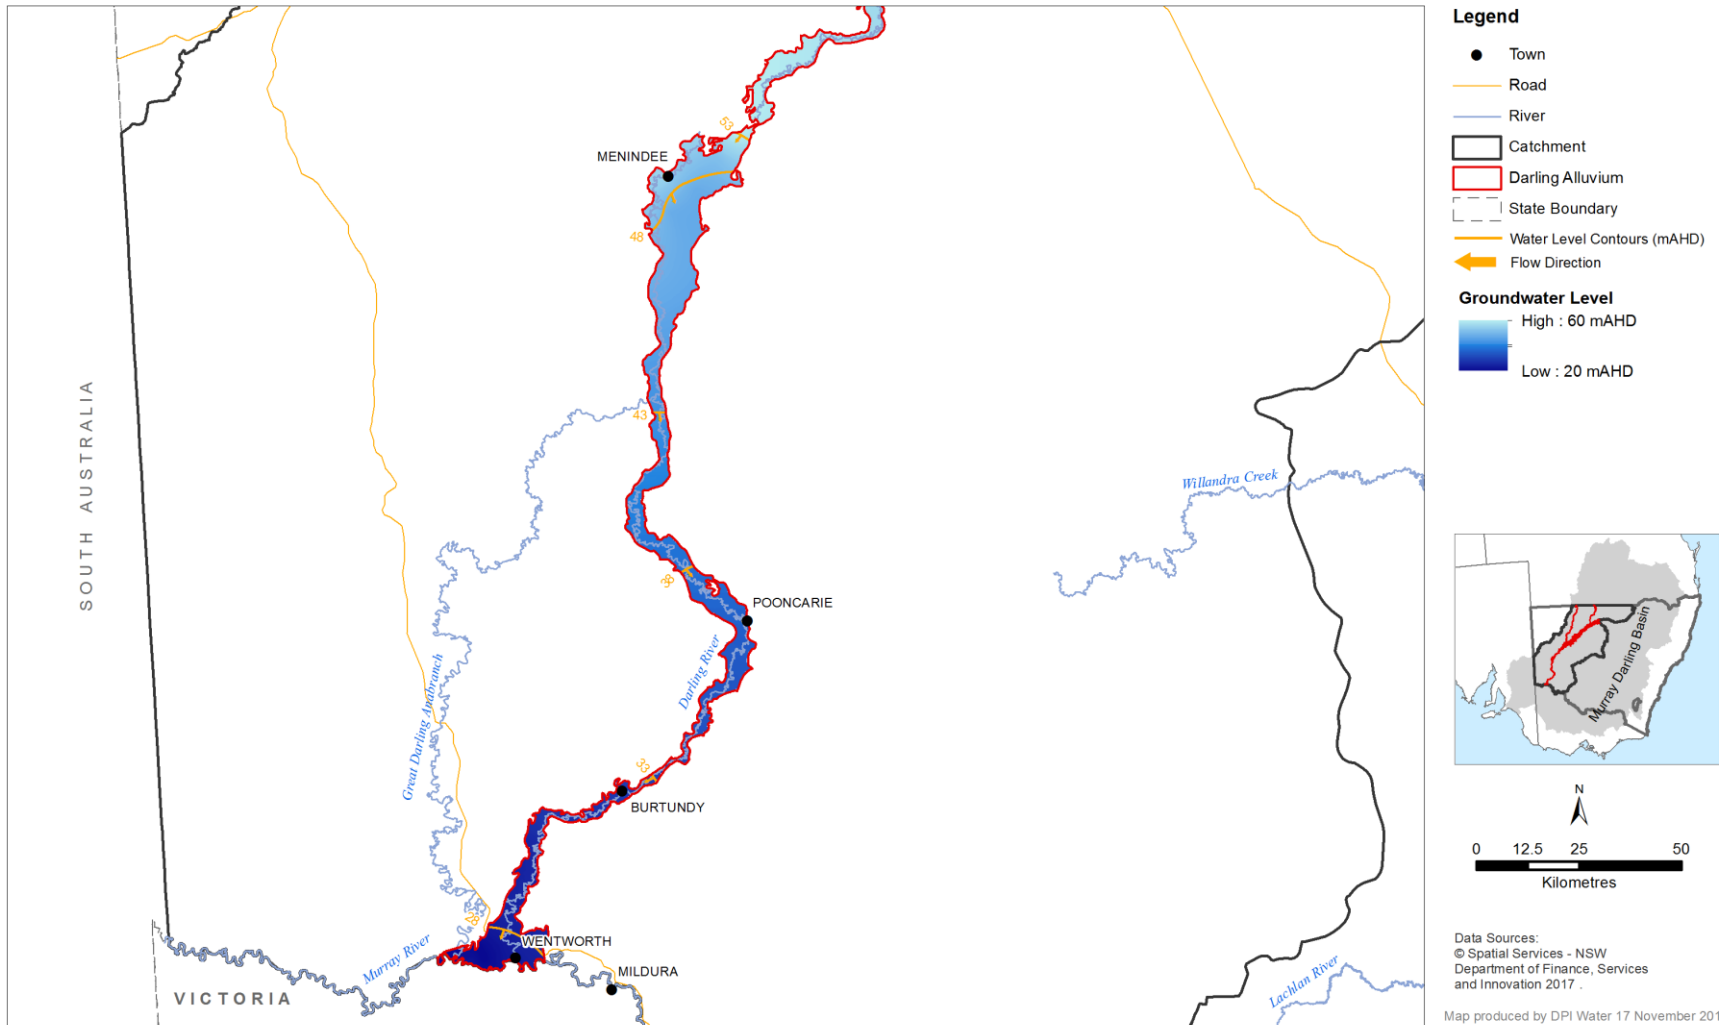 Legend
Town
Road
River
Catchment
Darling Alluvium
State Boundary
Water Level Contours (mAHD)
Flow Direction
Groundwater Level
High : 60 mAHD
Low : 20 mAHD
53
MENINDEE
48
43
SOUTH AUSTRALIA
Willandra Creek
38
POONCARIE
Darling River
Great Darling Anabranch
33
BURTUNDY
28
WENTWORTH
Murray River
MILDURA
VICTORIA
Lachlan River
Murray Darling Basin
N
0 12.5 25 50
Kilometres
Data Sources:
© Spatial Services - NSW
Department of Finance, Services
and Innovation 2017 .
Map produced by DPI Water 17 November 201